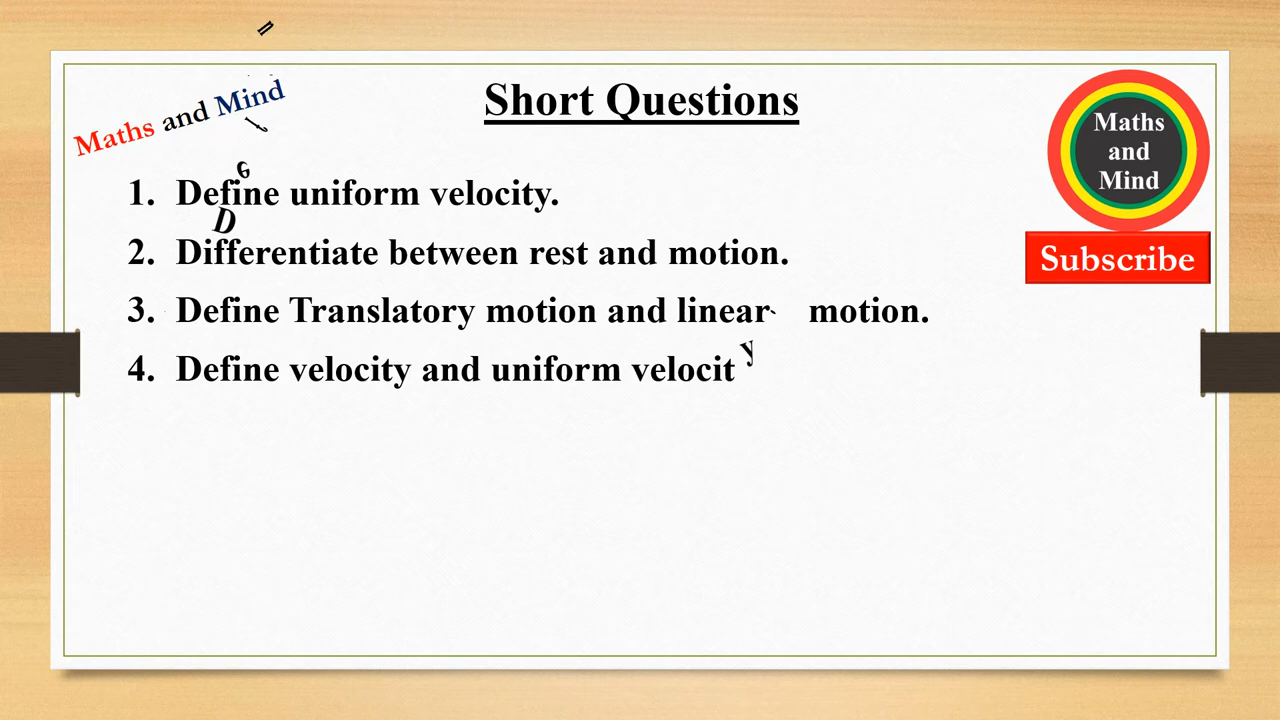 Short Questions
Maths and Mind
Maths
and
Mind
Subscribe
1. Define uniform velocity.
2. Differentiate between rest and motion.
3. Define Translatory motion and linear motion.
4. Define velocity and uniform velocity